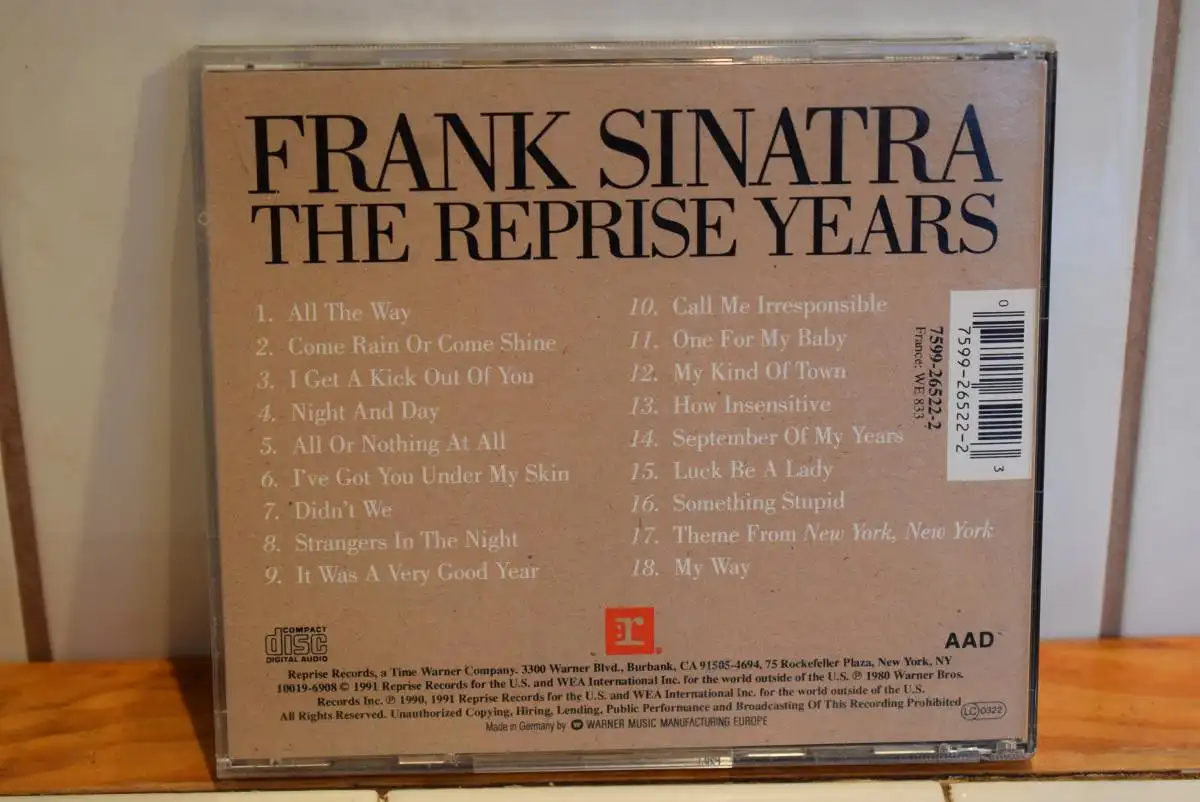 FRANK SINATRA
THE REPRISE YEARS
1. All The Way
2. Come Rain Or Come Shine
3. I Get A Kick Out Of You
4. Night And Day
5. All Or Nothing At All
6. I've Got You Under My Skin
7. Didn't We
8. Strangers In The Night
9. It Was A Very Good Year
10. Call Me Irresponsible
11. One For My Baby
12. My Kind Of Town
13. How Insensitive
14. September Of My Years
15. Luck Be A Lady
16. Something Stupid
17. Theme From New York, New York
18. My Way
7599-26522-2
France: WE 833
0 7599-26522-2 3
COMPACT
disc
DIGITAL AUDIO
r
AAD
Reprise Records, a Time Warner Company. 3300 Warner Blvd., Burbank, CA 91505-4694, 75 Rockefeller Plaza, New York, NY
10019-6908 © 1991 Reprise Records for the U.S. and WEA International Inc. for the world outside of the U.S. ℗ 1980 Warner Bros.
Records Inc. ℗ 1990, 1991 Reprise Records for the U.S. and WEA International Inc. for the world outside of the U.S.
All Rights Reserved. Unauthorized Copying, Hiring, Lending, Public Performance and Broadcasting Of This Recording Prohibited
LC 0322
Made in Germany by WARNER MUSIC MANUFACTURING EUROPE